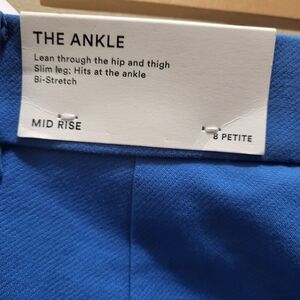 THE ANKLE
Lean through the hip and thigh
Slim leg; Hits at the ankle
Bi-Stretch
MID RISE
8 PETITE